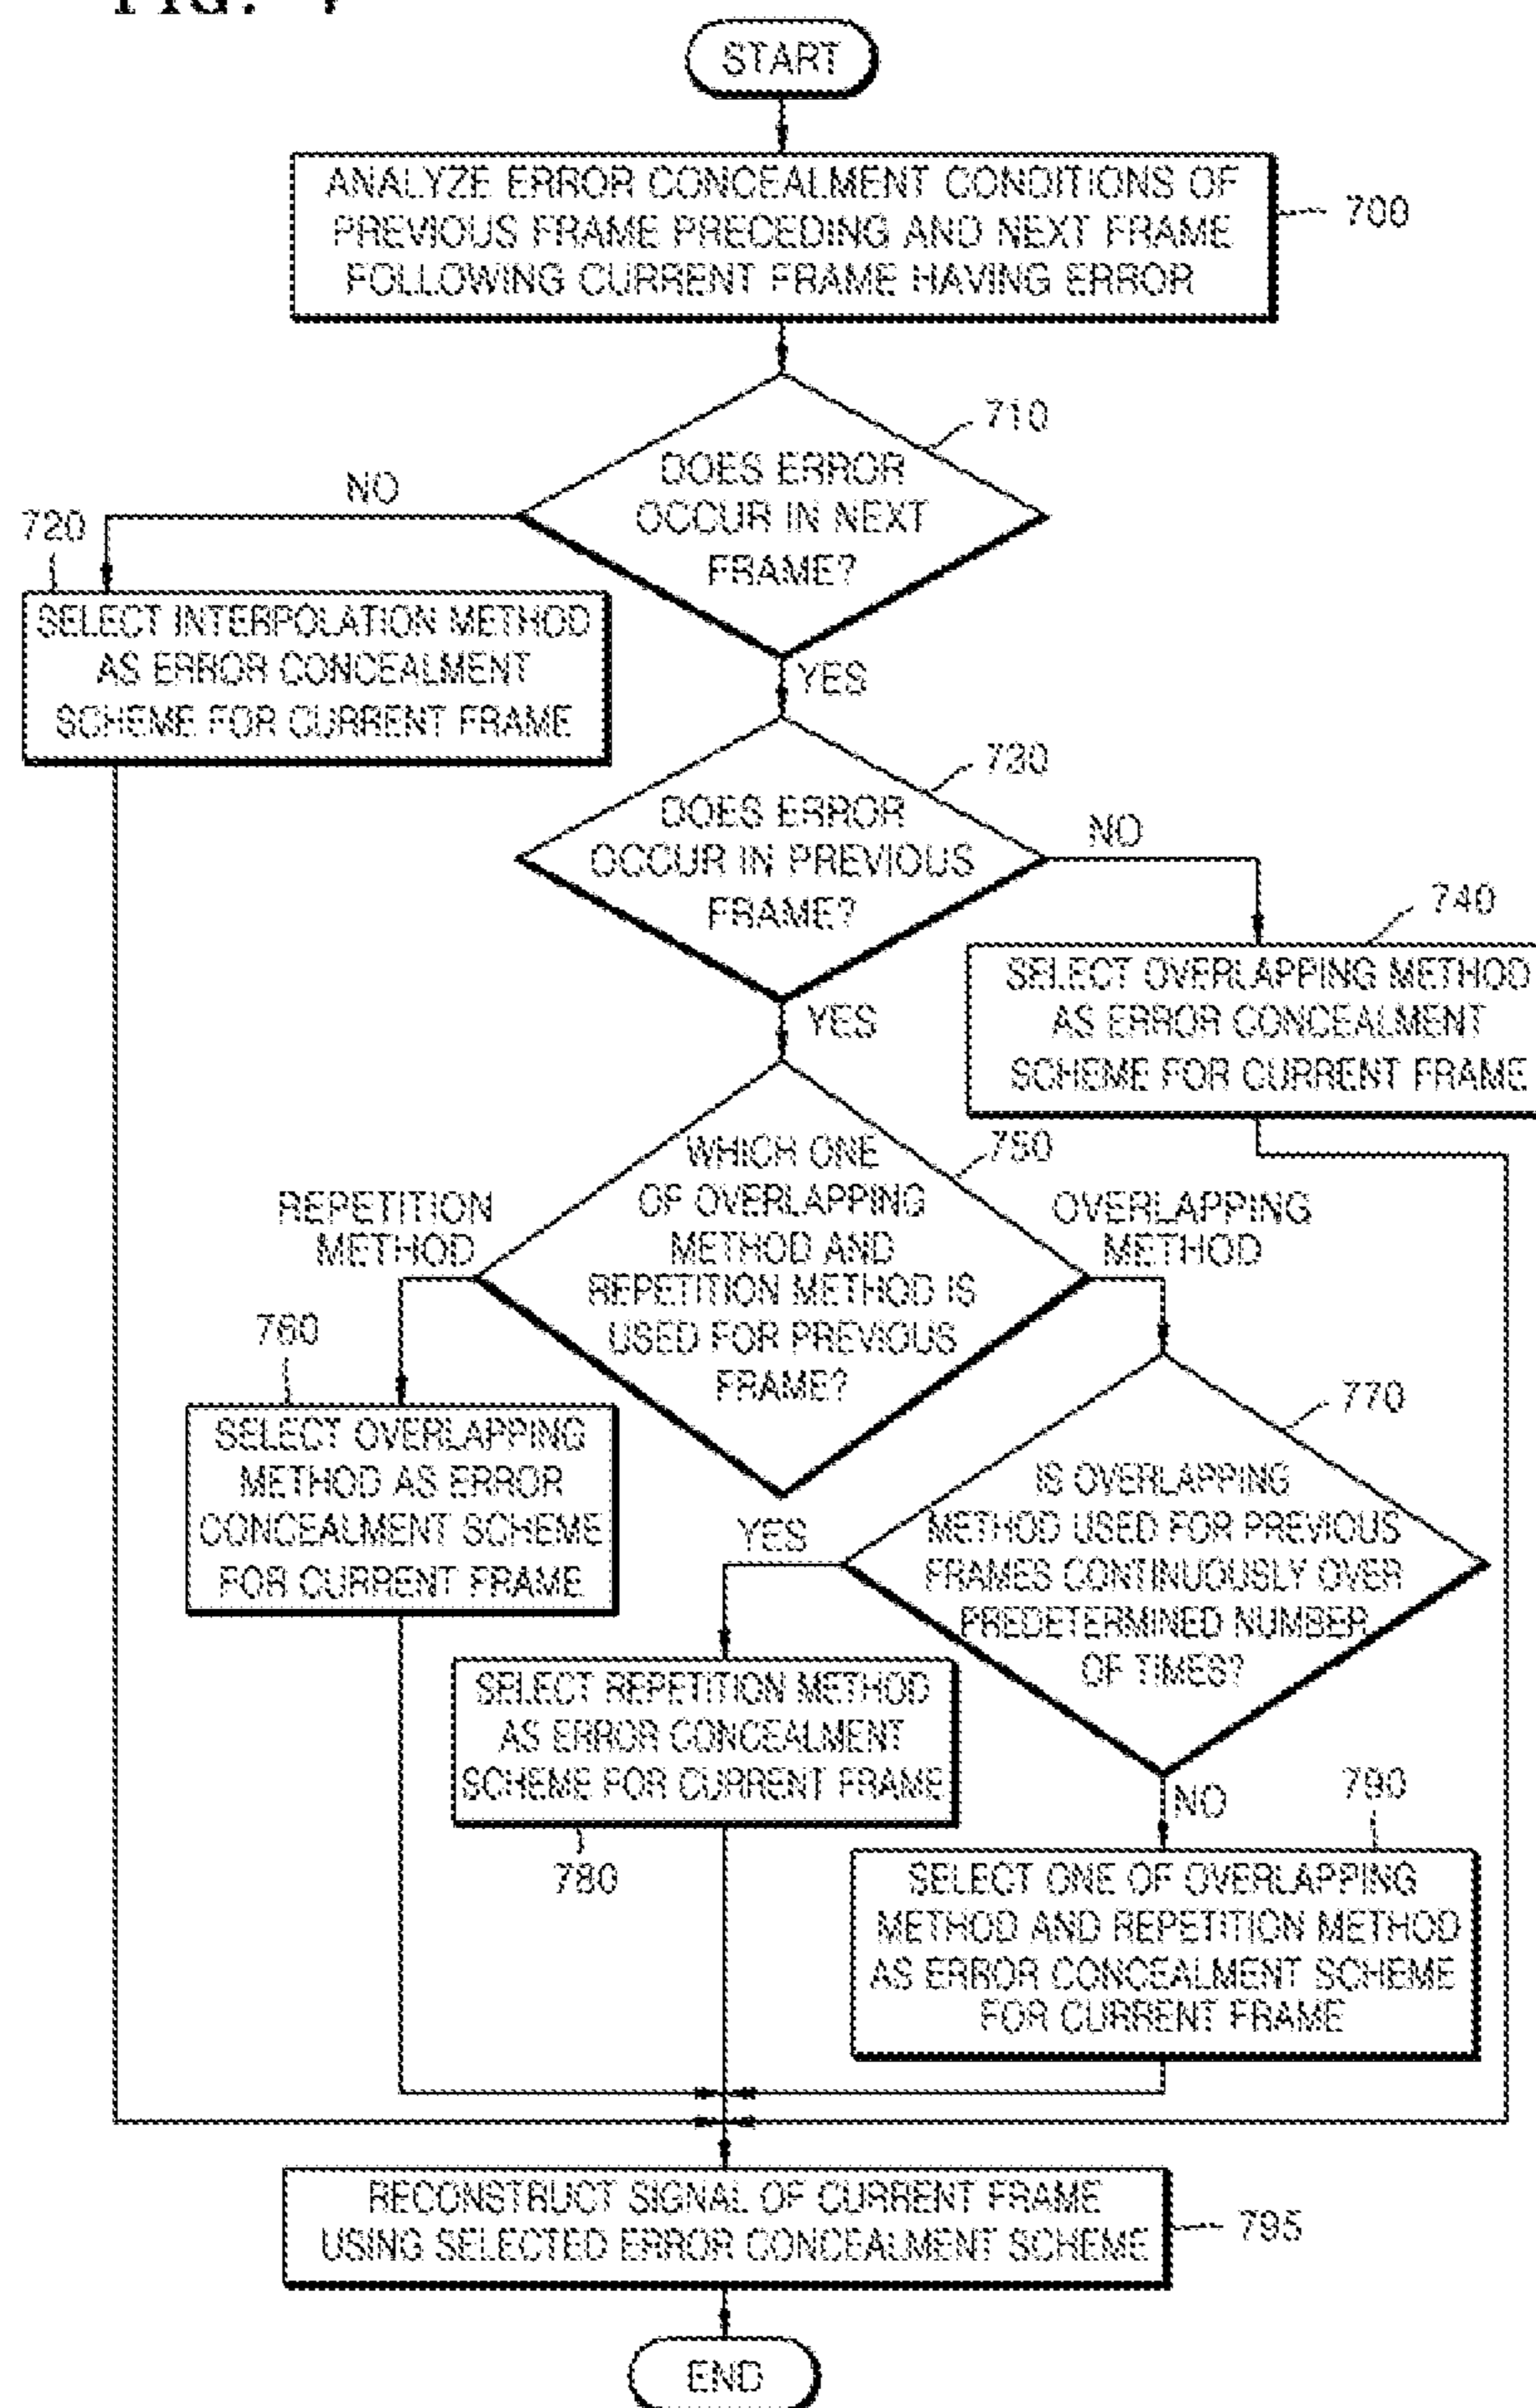 START
ANALYZE ERROR CONCEALMENT CONDITIONS OF
PREVIOUS FRAME PRECEDING AND NEXT FRAME
FOLLOWING CURRENT FRAME HAVING ERROR
700
710
DOES ERROR
OCCUR IN NEXT
FRAME?
NO
720
SELECT INTERPOLATION METHOD
AS ERROR CONCEALMENT
SCHEME FOR CURRENT FRAME
YES
730
DOES ERROR
OCCUR IN PREVIOUS
FRAME?
NO
740
SELECT OVERLAPPING METHOD
AS ERROR CONCEALMENT
SCHEME FOR CURRENT FRAME
YES
750
WHICH ONE
OF OVERLAPPING
METHOD AND
REPETITION METHOD IS
USED FOR PREVIOUS
FRAME?
REPETITION
METHOD
OVERLAPPING
METHOD
760
SELECT OVERLAPPING
METHOD AS ERROR
CONCEALMENT SCHEME
FOR CURRENT FRAME
770
IS OVERLAPPING
METHOD USED FOR PREVIOUS
FRAMES CONTINUOUSLY OVER
PREDETERMINED NUMBER
OF TIMES?
YES
SELECT REPETITION METHOD
AS ERROR CONCEALMENT
SCHEME FOR CURRENT FRAME
780
NO
790
SELECT ONE OF OVERLAPPING
METHOD AND REPETITION METHOD
AS ERROR CONCEALMENT SCHEME
FOR CURRENT FRAME
RECONSTRUCT SIGNAL OF CURRENT FRAME
USING SELECTED ERROR CONCEALMENT SCHEME
795
END